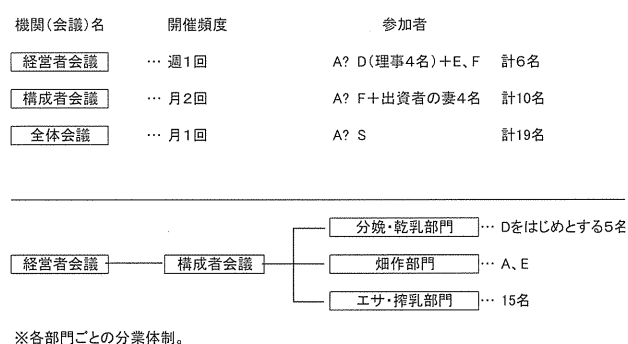 機関（会議）名 開催頻度 参加者
経営者会議 … 週１回 A? D（理事４名）＋E、F 計６名
構成者会議 … 月２回 A? F＋出資者の妻４名 計10名
全体会議 … 月１回 A? S 計19名
分娩・乾乳部門 … Dをはじめとする５名
経営者会議 構成者会議 畑作部門 … A、E
エサ・搾乳部門 … 15名
※各部門ごとの分業体制。